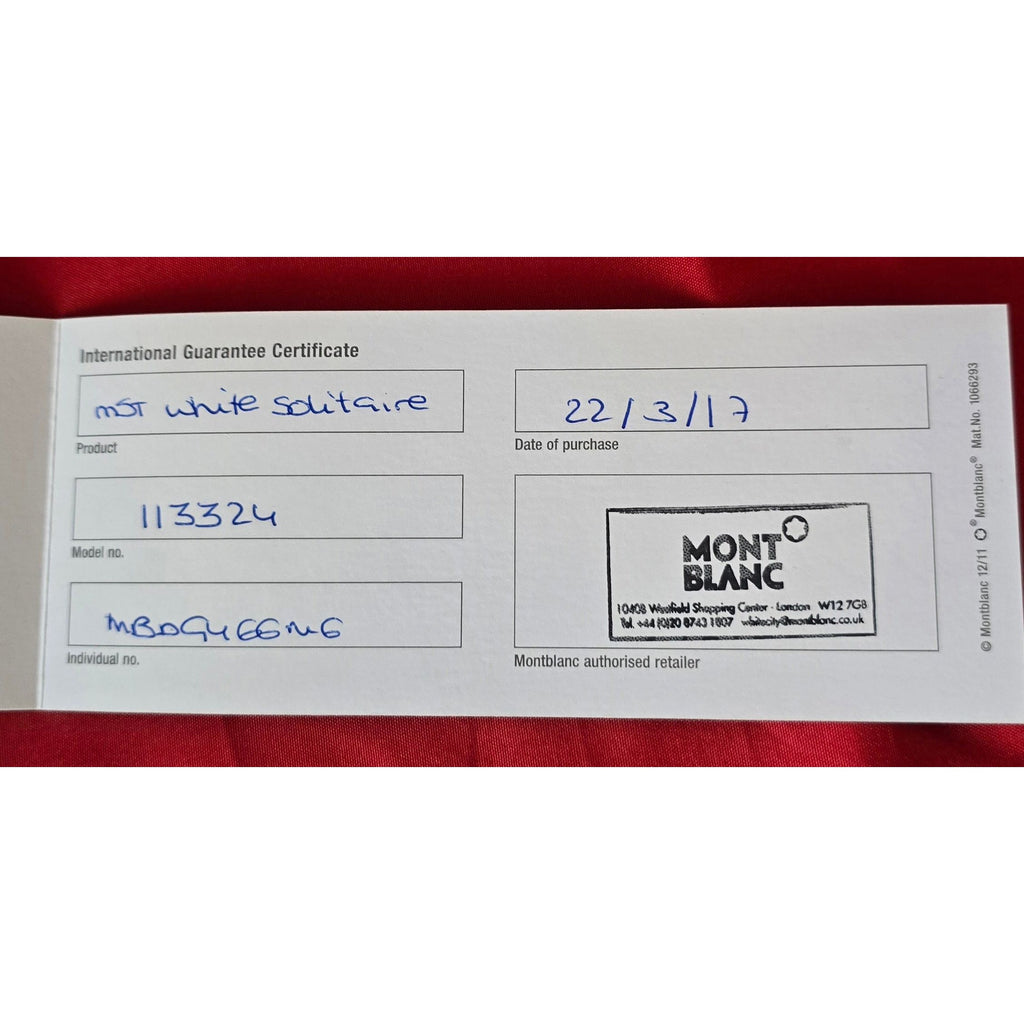 International Guarantee Certificate
mST white solitaire
Product
22/3/17
Date of purchase
113324
Model no.
Individual no.
MONT
BLANC
10408 Westfield Shopping Center · London W12 7GB
Tel. +44 (0)20 8743 1807 whitecity@montblanc.co.uk
Montblanc authorised retailer
© Montblanc 12/11 ® Montblanc® Mat.No. 1066293